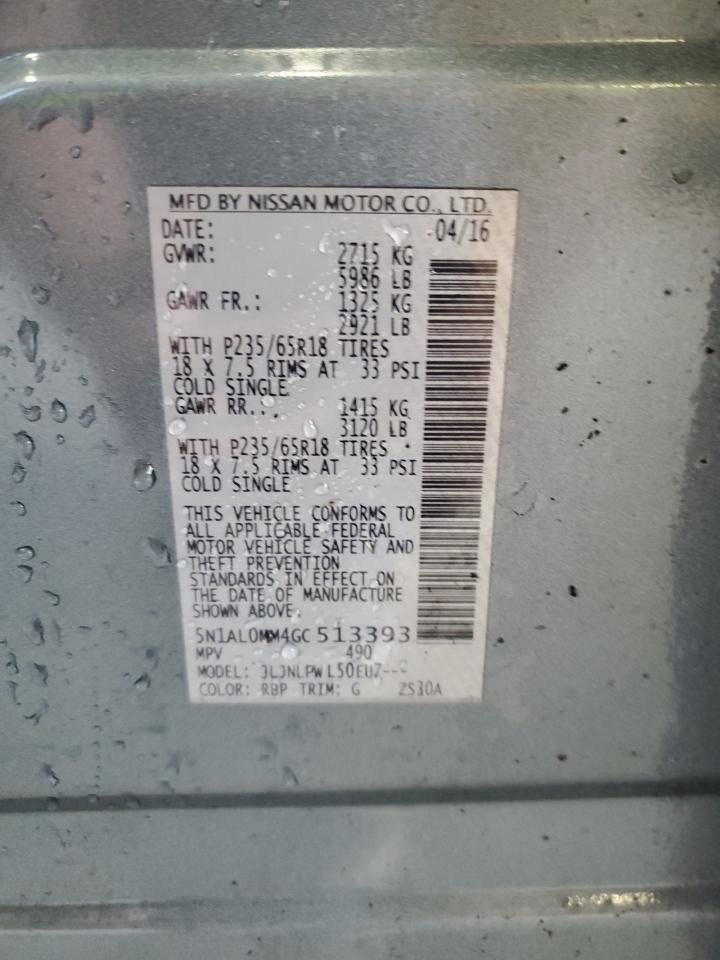 MFD BY NISSAN MOTOR CO., LTD.
DATE: 04/16
GVWR: 2715 KG
5986 LB
GAWR FR.: 1325 KG
2921 LB
WITH P235/65R18 TIRES
18 X 7.5 RIMS AT 33 PSI
COLD SINGLE
GAWR RR.: 1415 KG
3120 LB
WITH P235/65R18 TIRES
18 X 7.5 RIMS AT 33 PSI
COLD SINGLE
THIS VEHICLE CONFORMS TO
ALL APPLICABLE FEDERAL
MOTOR VEHICLE SAFETY AND
THEFT PREVENTION
STANDARDS IN EFFECT ON
THE DATE OF MANUFACTURE
SHOWN ABOVE.
5N1AL0MM4GC513393
MPV 490
MODEL:
COLOR: RBP TRIM: G ZS30A